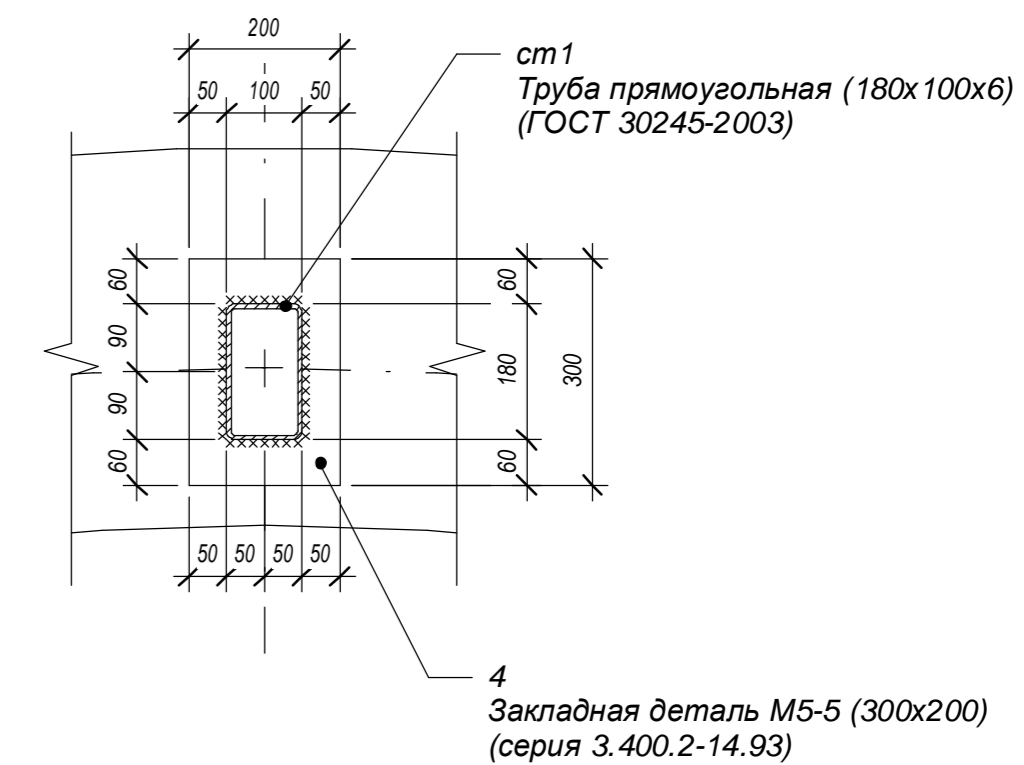 200
50 100 50
ст1
Труба прямоугольная (180х100х6)
(ГОСТ 30245-2003)
60
90
90
60
60
180
60
300
50 50 50 50
4
Закладная деталь М5-5 (300х200)
(серия 3.400.2-14.93)